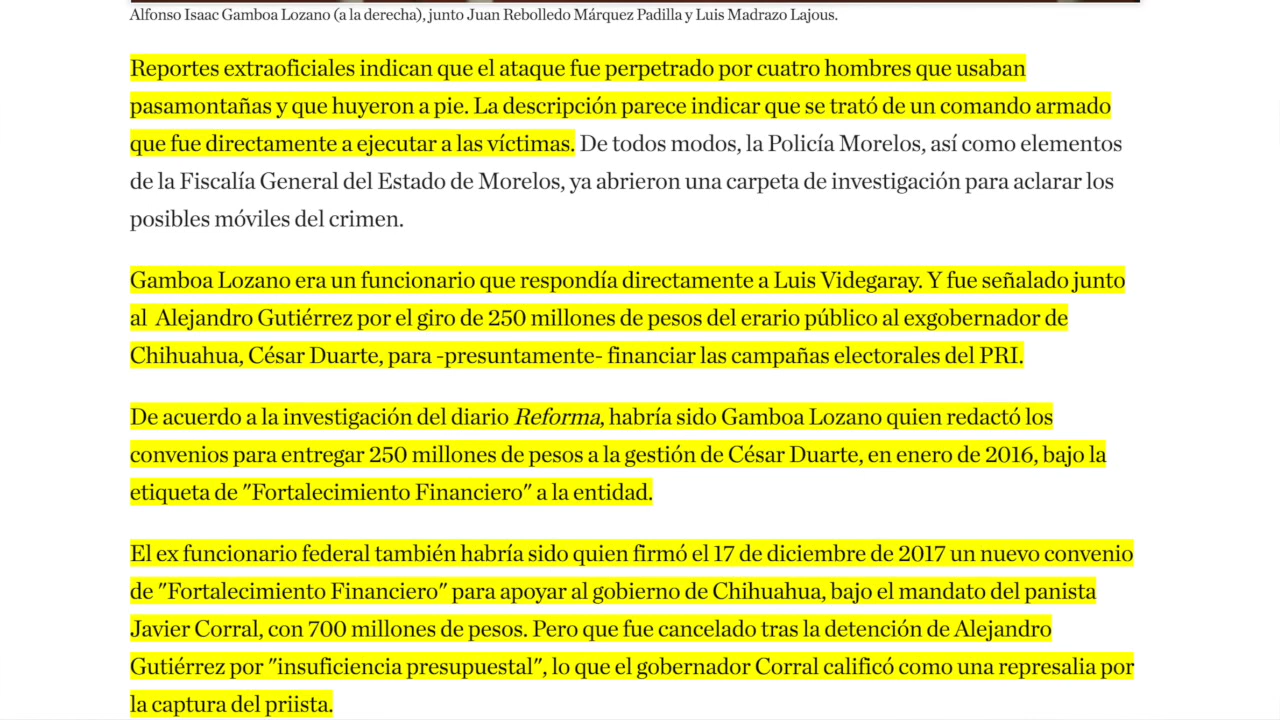 Alfonso Isaac Gamboa Lozano (a la derecha), junto Juan Rebolledo Márquez Padilla y Luis Madrazo Lajous.
Reportes extraoficiales indican que el ataque fue perpetrado por cuatro hombres que usaban
pasamontañas y que huyeron a pie. La descripción parece indicar que se trató de un comando armado
que fue directamente a ejecutar a las víctimas. De todos modos, la Policía Morelos, así como elementos
de la Fiscalía General del Estado de Morelos, ya abrieron una carpeta de investigación para aclarar los
posibles móviles del crimen.
Gamboa Lozano era un funcionario que respondía directamente a Luis Videgaray. Y fue señalado junto
al Alejandro Gutiérrez por el giro de 250 millones de pesos del erario público al exgobernador de
Chihuahua, César Duarte, para -presuntamente- financiar las campañas electorales del PRI.
De acuerdo a la investigación del diario Reforma, habría sido Gamboa Lozano quien redactó los
convenios para entregar 250 millones de pesos a la gestión de César Duarte, en enero de 2016, bajo la
etiqueta de "Fortalecimiento Financiero" a la entidad.
El ex funcionario federal también habría sido quien firmó el 17 de diciembre de 2017 un nuevo convenio
de "Fortalecimiento Financiero" para apoyar al gobierno de Chihuahua, bajo el mandato del panista
Javier Corral, con 700 millones de pesos. Pero que fue cancelado tras la detención de Alejandro
Gutiérrez por "insuficiencia presupuestal", lo que el gobernador Corral calificó como una represalia por
la captura del priista.